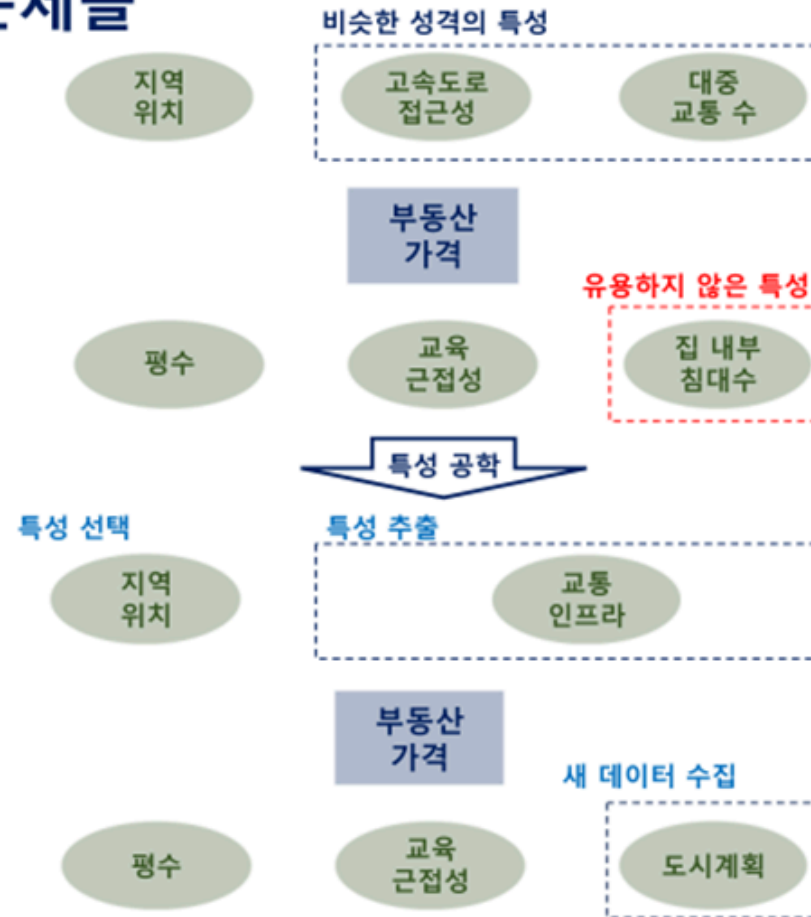 비슷한 성격의 특성
지역
위치
고속도로
접근성
대중
교통 수
부동산
가격
유용하지 않은 특성
평수
교육
근접성
집 내부
침대수
특성 공학
특성 선택
특성 추출
지역
위치
교통
인프라
부동산
가격
새 데이터 수집
평수
교육
근접성
도시계획